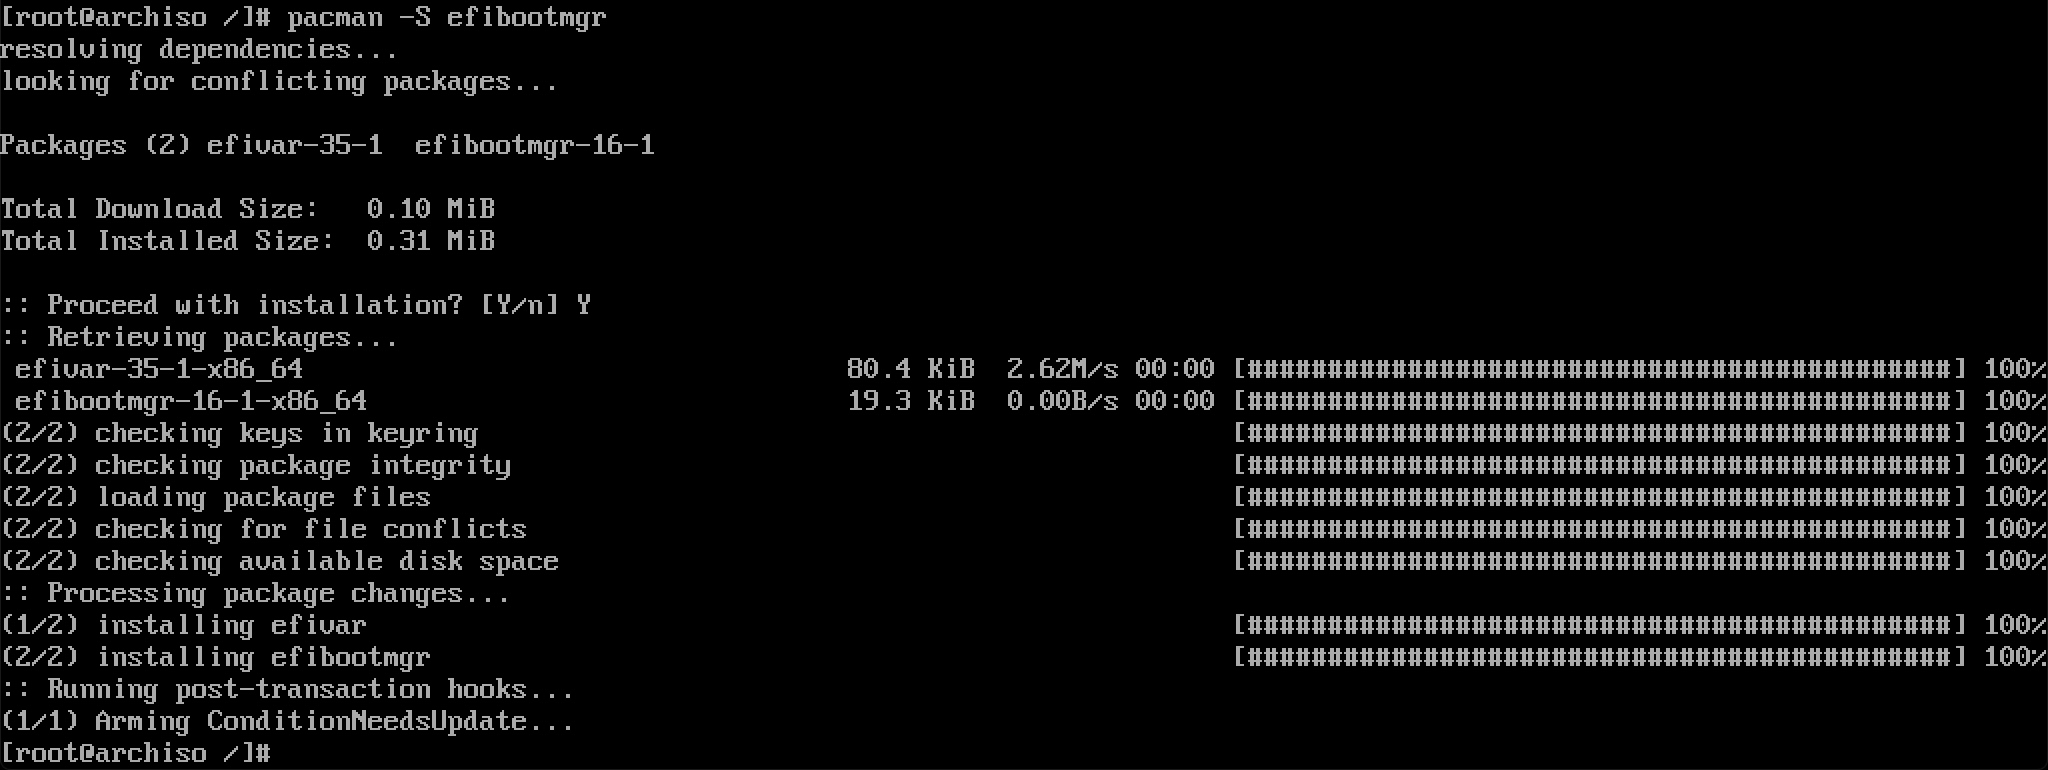 [root@archiso /]# pacman -S efibootmgr
resolving dependencies...
looking for conflicting packages...
Packages (2) efivar-35-1  efibootmgr-16-1
Total Download Size:   0.10 MiB
Total Installed Size:  0.31 MiB
:: Proceed with installation? [Y/n] Y
:: Retrieving packages...
 efivar-35-1-x86_64                                  80.4 KiB  2.62M/s 00:00 [############################################] 100%
 efibootmgr-16-1-x86_64                              19.3 KiB  0.00B/s 00:00 [############################################] 100%
(2/2) checking keys in keyring                                               [############################################] 100%
(2/2) checking package integrity                                             [############################################] 100%
(2/2) loading package files                                                  [############################################] 100%
(2/2) checking for file conflicts                                            [############################################] 100%
(2/2) checking available disk space                                          [############################################] 100%
:: Processing package changes...
(1/2) installing efivar                                                      [############################################] 100%
(2/2) installing efibootmgr                                                  [############################################] 100%
:: Running post-transaction hooks...
(1/1) Arming ConditionNeedsUpdate...
[root@archiso /]#